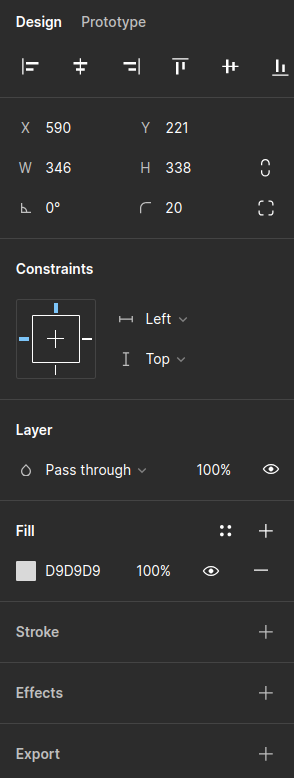 Design Prototype
X 590 Y 221
W 346 H 338
0° 20
Constraints
Left
Top
Layer
Pass through 100%
Fill
D9D9D9 100%
Stroke
Effects
Export